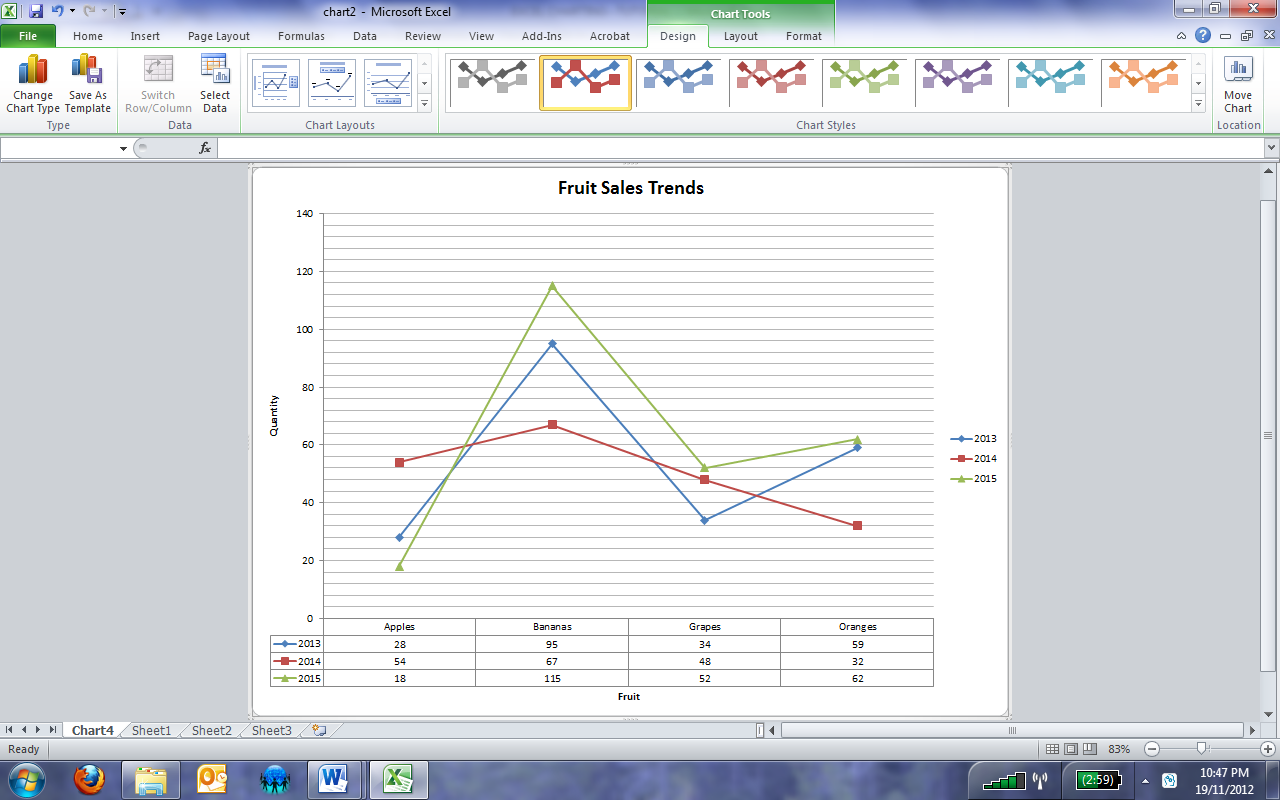 chart2 - Microsoft Excel
Chart Tools
File Home Insert Page Layout Formulas Data Review View Add-Ins Acrobat Design Layout Format
Change Chart Type
Save As Template
Switch Row/Column
Select Data
Move Chart
Type Data Chart Layouts Chart Styles Location
fx
Fruit Sales Trends
140
120
100
80
60
40
20
0
Quantity
2013
2014
2015
Apples Bananas Grapes Oranges
2013 28 95 34 59
2014 54 67 48 32
2015 18 115 52 62
Fruit
Chart4 Sheet1 Sheet2 Sheet3
Ready 83%
(2:59) 10:47 PM
19/11/2012